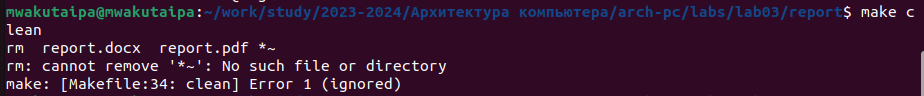 mwakutaipa@mwakutaipa:~/work/study/2023-2024/Архитектура компьютера/arch-pc/labs/lab03/report$ make c
lean
rm  report.docx  report.pdf *~
rm: cannot remove '*~': No such file or directory
make: [Makefile:34: clean] Error 1 (ignored)